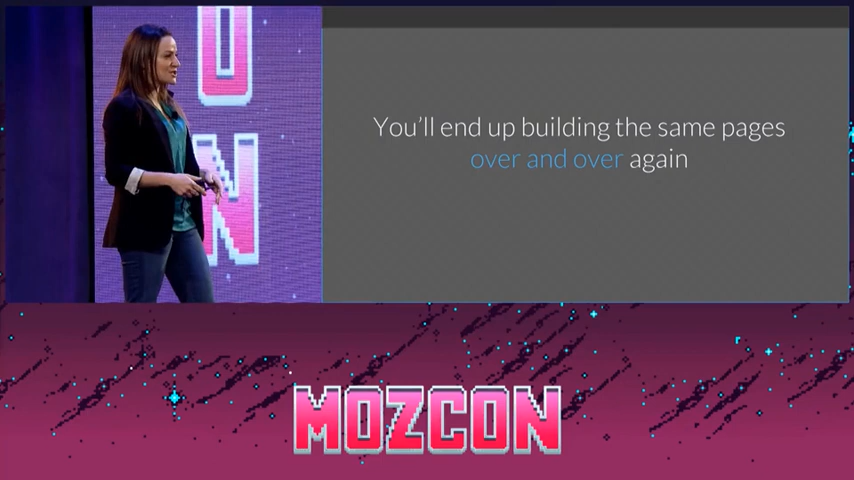 You'll end up building the same pages
over and over again
MOZCON